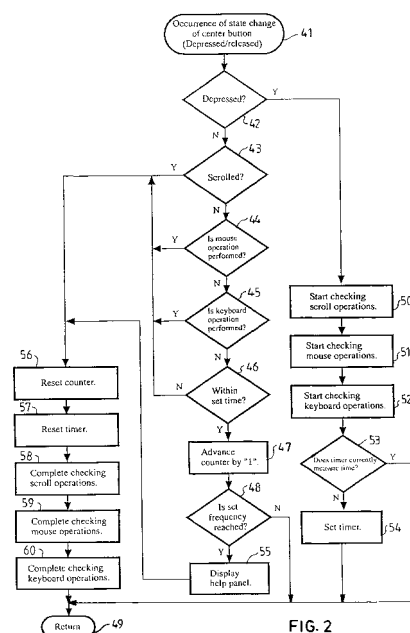 Occurrence of state change
of center button
(Depressed/released)
41
Depressed?
Y
42
N
43
Y
Scrolled?
N
44
Y
Is mouse
operation
performed?
N
45
Y
Is keyboard
operation
performed?
N
46
N
Within
set time?
Y
47
Advance
counter by "1".
48
Is set
frequency
reached?
N
Y
55
Display
help panel.
Start checking
scroll operations.
50
Start checking
mouse operations.
51
Start checking
keyboard operations.
52
53
Does timer currently
measure time?
Y
N
Set timer.
54
56
Reset counter.
57
Reset timer.
58
Complete checking
scroll operations.
59
Complete checking
mouse operations.
60
Complete checking
keyboard operations.
Return
49
FIG. 2